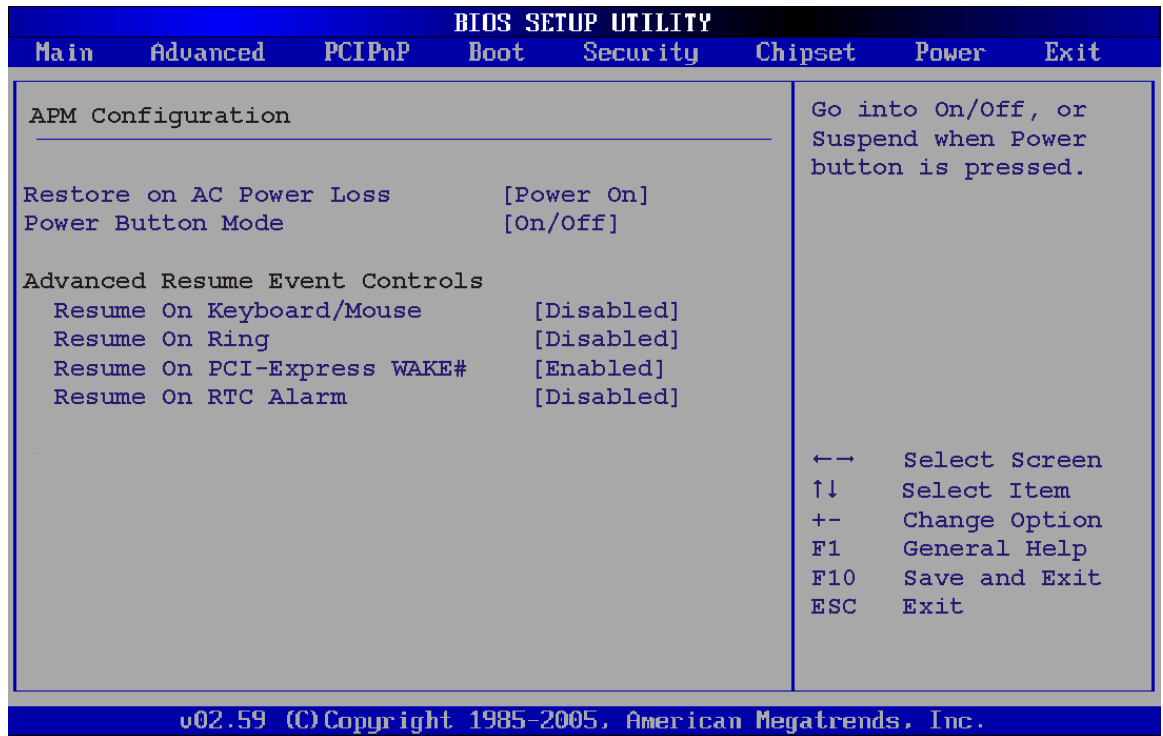 BIOS SETUP UTILITY
Main Advanced PCIPnP Boot Security Chipset Power Exit
APM Configuration
Restore on AC Power Loss [Power On]
Power Button Mode [On/Off]
Advanced Resume Event Controls
Resume On Keyboard/Mouse [Disabled]
Resume On Ring [Disabled]
Resume On PCI-Express WAKE# [Enabled]
Resume On RTC Alarm [Disabled]
Go into On/Off, or
Suspend when Power
button is pressed.
←→ Select Screen
↑↓ Select Item
+- Change Option
F1 General Help
F10 Save and Exit
ESC Exit
v02.59 (C)Copyright 1985-2005, American Megatrends, Inc.